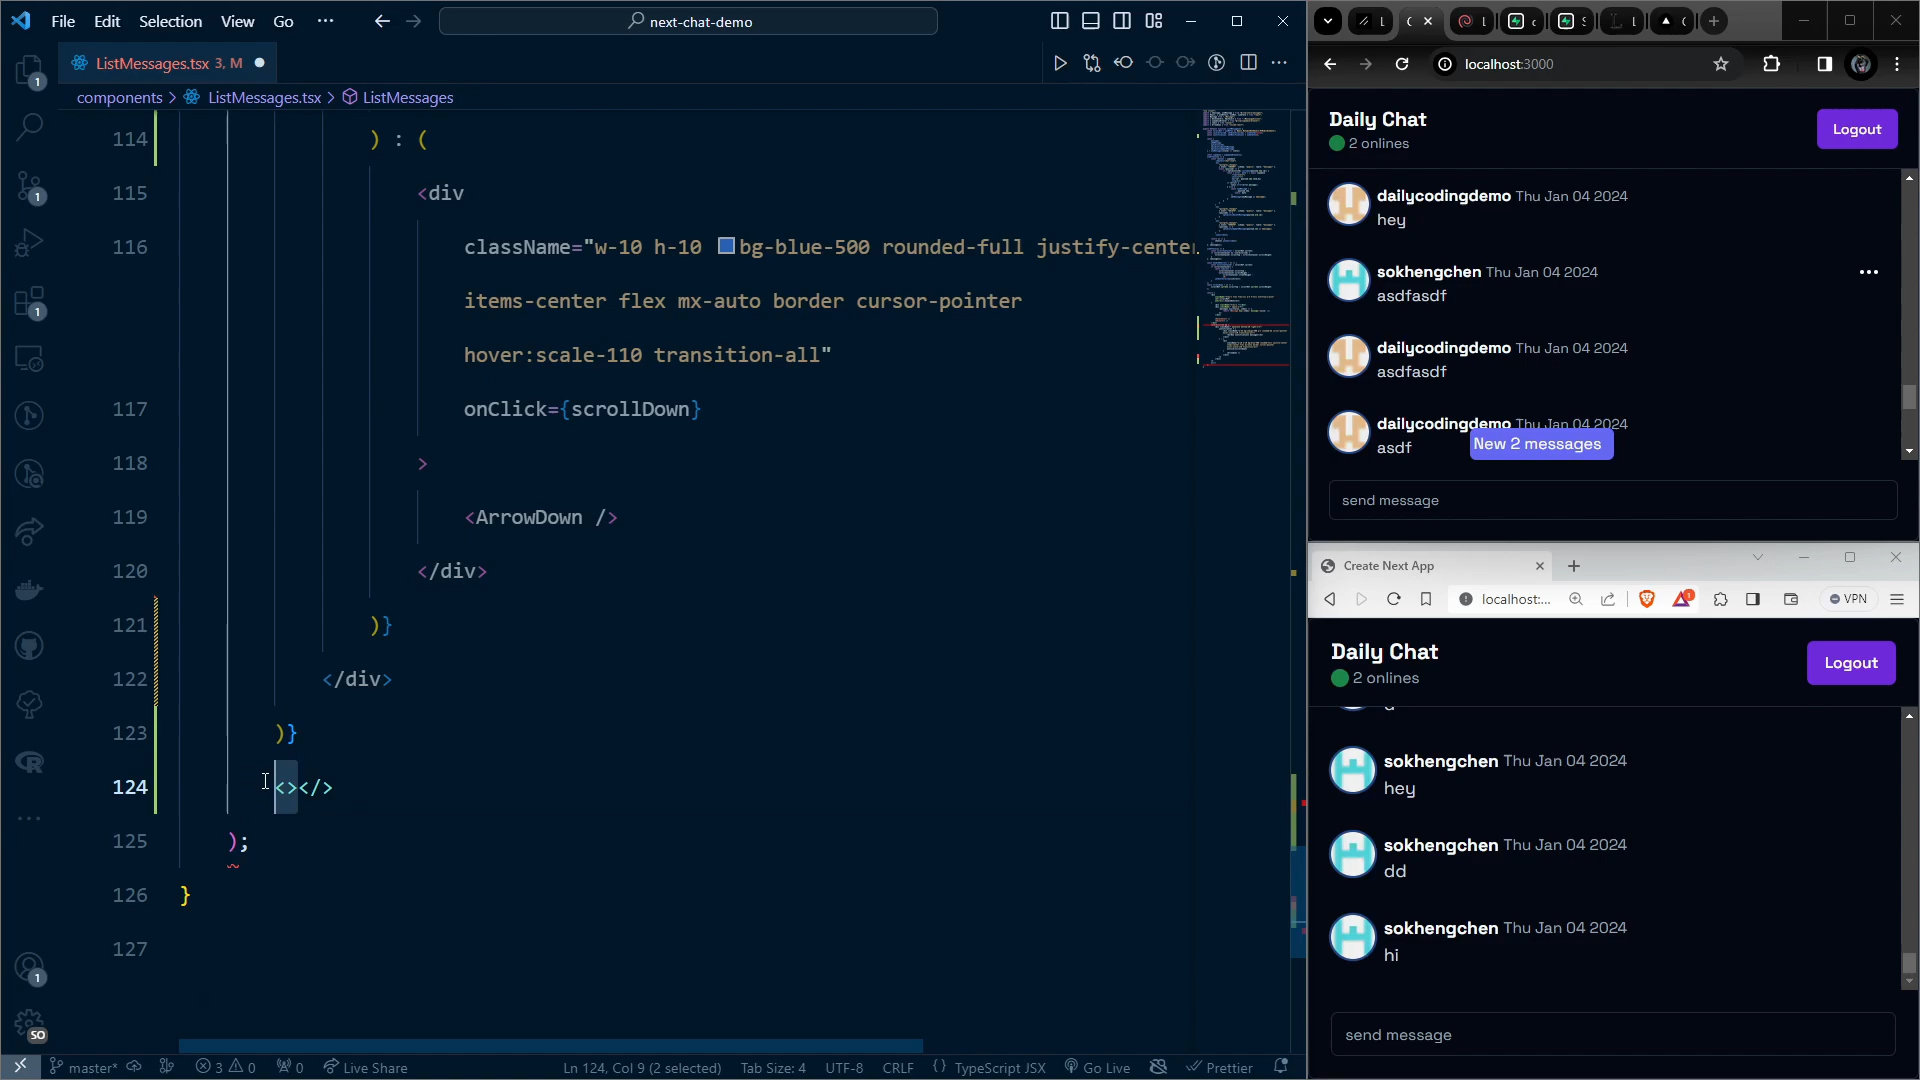 File Edit Selection View Go ··· next-chat-demo
ListMessages.tsx 3, M
components > ListMessages.tsx > ListMessages
114 ) : (
115 <div
116 className="w-10 h-10 bg-blue-500 rounded-full justify-center
items-center flex mx-auto border cursor-pointer
hover:scale-110 transition-all"
117 onClick={scrollDown}
118 >
119 <ArrowDown />
120 </div>
121 )}
122 </div>
123 )}
124 <></>
125 );
126 }
127
1
1
1
1
SO
master* 3 0 0 Live Share Ln 124, Col 9 (2 selected) Tab Size: 4 UTF-8 CRLF {} TypeScript JSX Go Live Prettier
localhost:3000
Daily Chat
2 onlines
Logout
dailycodingdemo Thu Jan 04 2024
hey
sokhengchen Thu Jan 04 2024
asdfasdf
dailycodingdemo Thu Jan 04 2024
asdfasdf
dailycodingdemo Thu Jan 04 2024
asdf
New 2 messages
send message
Create Next App
localhost:... 1 VPN
Daily Chat
2 onlines
Logout
sokhengchen Thu Jan 04 2024
hey
sokhengchen Thu Jan 04 2024
dd
sokhengchen Thu Jan 04 2024
hi
send message